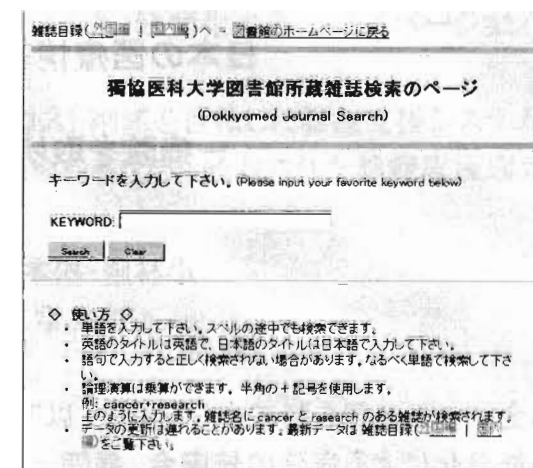 雑誌目録(外国編 | 国内編)へ - 図書館のホームページに戻る
獨協医科大学図書館所蔵雑誌検索のページ
(Dokkyomed Journal Search)
キーワードを入力して下さい。(Please input your favorite keyword below)
KEYWORD:
Search Clear
◇ 使い方 ◇
・ 単語を入力して下さい。スペルの途中でも検索できます。
・ 英語のタイトルは英語で、日本語のタイトルは日本語で入力して下さい。
・ 語句で入力すると正しく検索されない場合があります。なるべく単語で検索して下さ
い。
・ 論理演算は乗算ができます。半角の + 記号を使用します。
例: cancer+research
上のように入力します。雑誌名に cancer と research のある雑誌が検索されます。
・ データの更新は遅れることがあります。最新データは 雑誌目録(外国編 | 国内
編)をご覧下さい。